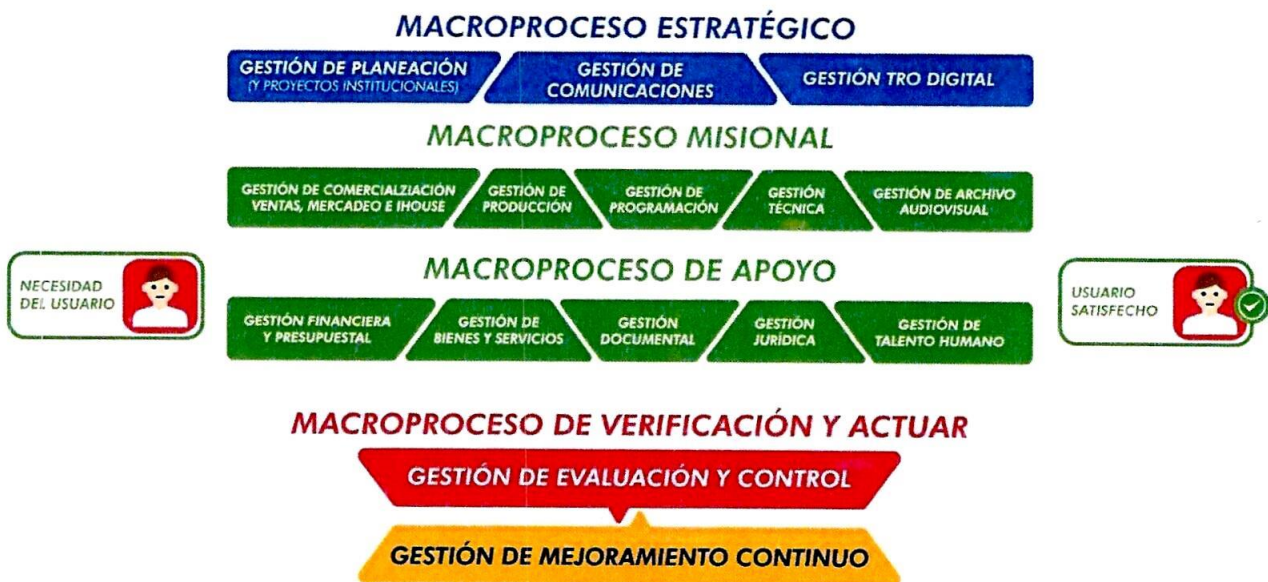 MACROPROCESO ESTRATÉGICO
GESTIÓN DE PLANEACIÓN
(Y PROYECTOS INSTITUCIONALES)
GESTIÓN DE
COMUNICACIONES
GESTIÓN TRO DIGITAL
MACROPROCESO MISIONAL
GESTIÓN DE COMERCIALZIACIÓN
VENTAS, MERCADEO E IHOUSE
GESTIÓN DE
PRODUCCIÓN
GESTIÓN DE
PROGRAMACIÓN
GESTIÓN
TÉCNICA
GESTIÓN DE ARCHIVO
AUDIOVISUAL
NECESIDAD
DEL USUARIO
MACROPROCESO DE APOYO
GESTIÓN FINANCIERA
Y PRESUPUESTAL
GESTIÓN DE
BIENES Y SERVICIOS
GESTIÓN
DOCUMENTAL
GESTIÓN
JURÍDICA
GESTIÓN DE
TALENTO HUMANO
USUARIO
SATISFECHO
MACROPROCESO DE VERIFICACIÓN Y ACTUAR
GESTIÓN DE EVALUACIÓN Y CONTROL
GESTIÓN DE MEJORAMIENTO CONTINUO